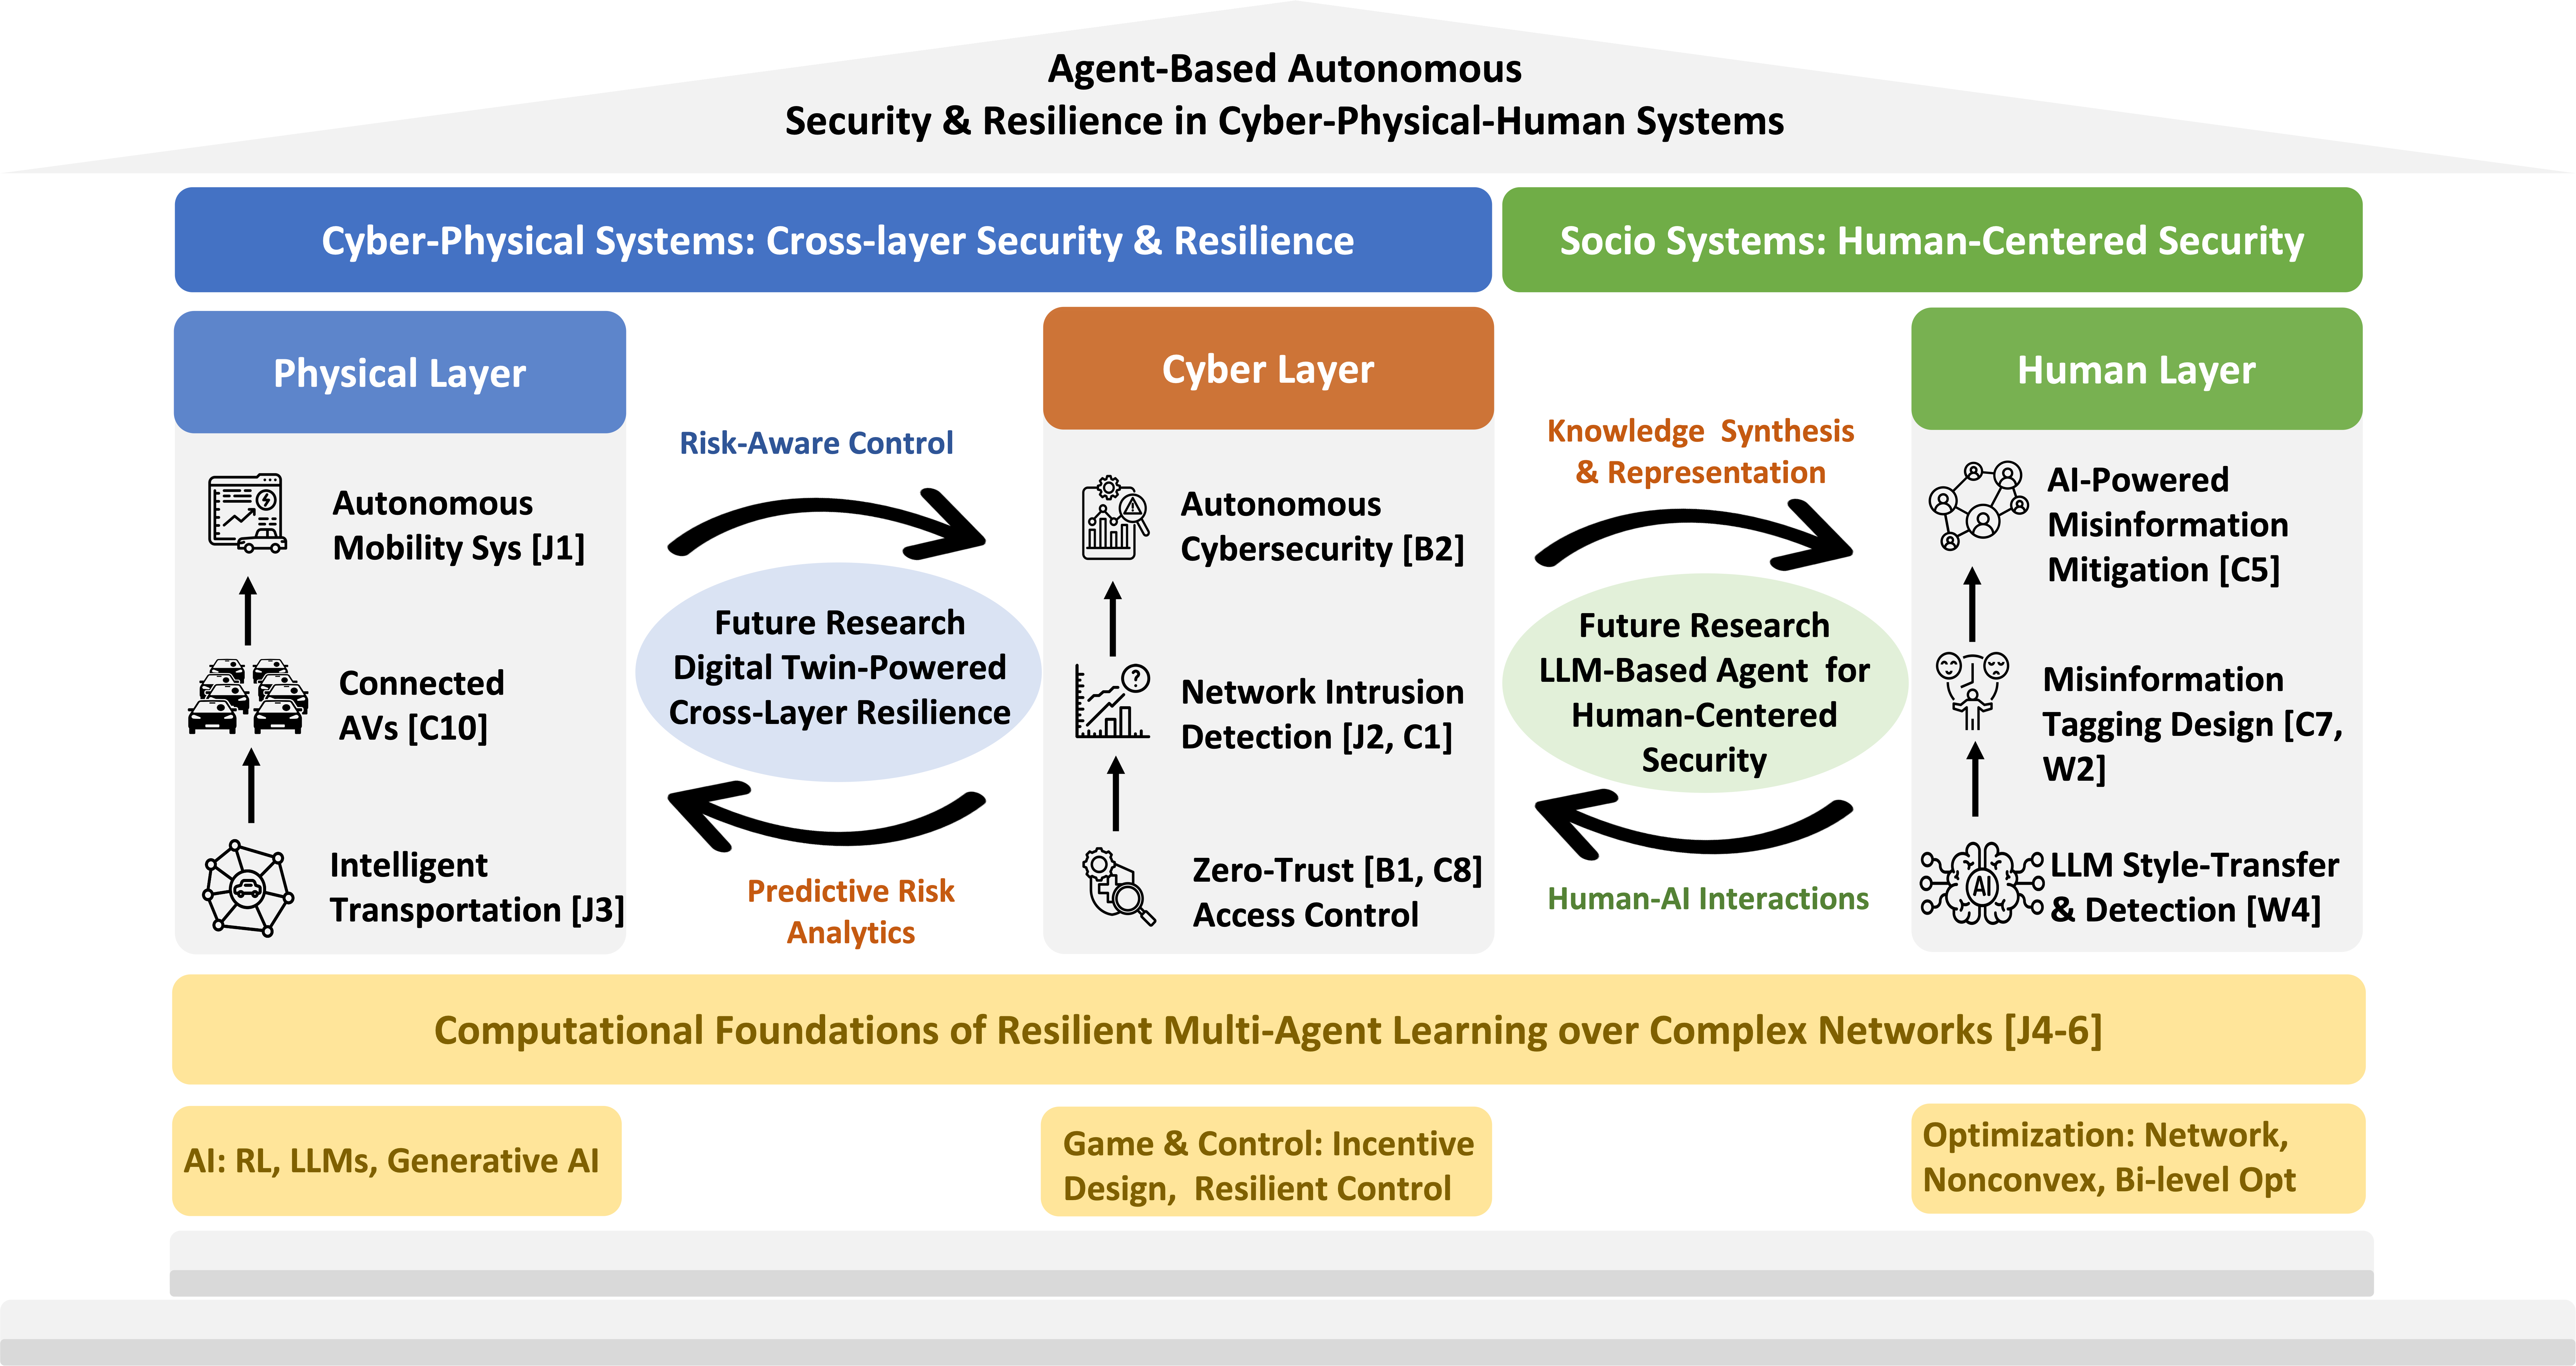 Agent-Based Autonomous
Security & Resilience in Cyber-Physical-Human Systems
Cyber-Physical Systems: Cross-layer Security & Resilience
Socio Systems: Human-Centered Security
Physical Layer
Autonomous
Mobility Sys [J1]
Connected
AVs [C10]
Intelligent
Transportation [J3]
Risk-Aware Control
Future Research
Digital Twin-Powered
Cross-Layer Resilience
Predictive Risk
Analytics
Cyber Layer
Autonomous
Cybersecurity [B2]
Network Intrusion
Detection [J2, C1]
Zero-Trust [B1, C8]
Access Control
Knowledge Synthesis
& Representation
Future Research
LLM-Based Agent for
Human-Centered
Security
Human-AI Interactions
Human Layer
AI-Powered
Misinformation
Mitigation [C5]
Misinformation
Tagging Design [C7,
W2]
AI
LLM Style-Transfer
& Detection [W4]
Computational Foundations of Resilient Multi-Agent Learning over Complex Networks [J4-6]
AI: RL, LLMs, Generative AI
Game & Control: Incentive
Design, Resilient Control
Optimization: Network,
Nonconvex, Bi-level Opt